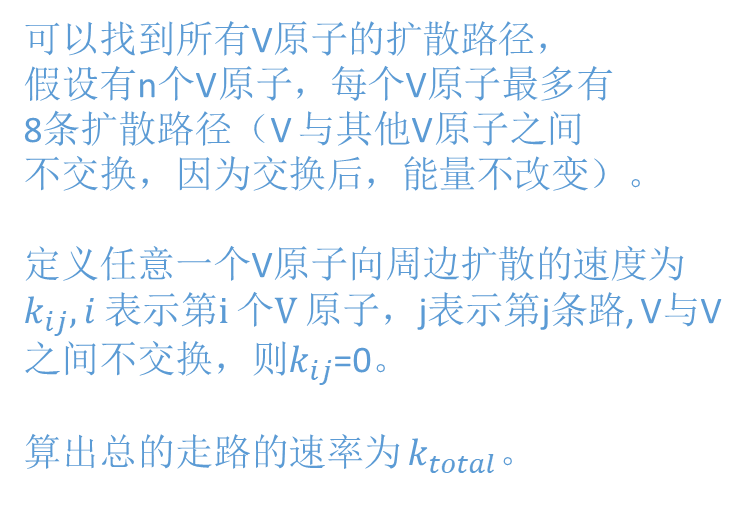 可以找到所有V原子的扩散路径，
假设有n个V原子，每个V原子最多有
8条扩散路径（V 与其他V原子之间
不交换，因为交换后，能量不改变）。
定义任意一个V原子向周边扩散的速度为
𝑘𝑖𝑗, 𝑖 表示第i 个V 原子，j表示第j条路, V与V
之间不交换，则𝑘𝑖𝑗=0。
算出总的走路的速率为 𝑘𝑡𝑜𝑡𝑎𝑙。